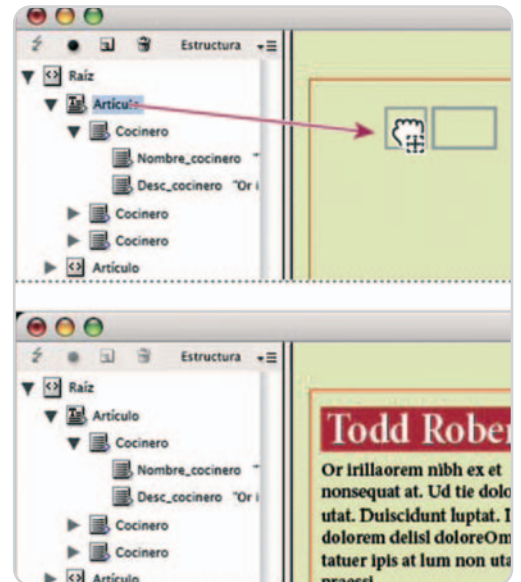 Estructura
Raíz
Artículo
Cocinero
Nombre_cocinero "
Desc_cocinero "Or i
Cocinero
Cocinero
Artículo
Estructura
Raíz
Artículo
Cocinero
Nombre_cocinero "
Desc_cocinero "Or i
Cocinero
Cocinero
Artículo
Todd Rober
Or irillaorem nibh ex et
nonsequat at. Ud tie dolo
utat. Duiscidunt luptat. I
dolorem delisl doloreOm
tatuer ipis at lum non uta
praessi